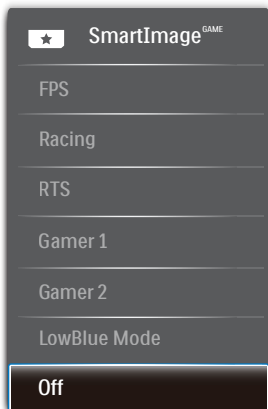 SmartImage GAME
FPS
Racing
RTS
Gamer 1
Gamer 2
LowBlue Mode
Off